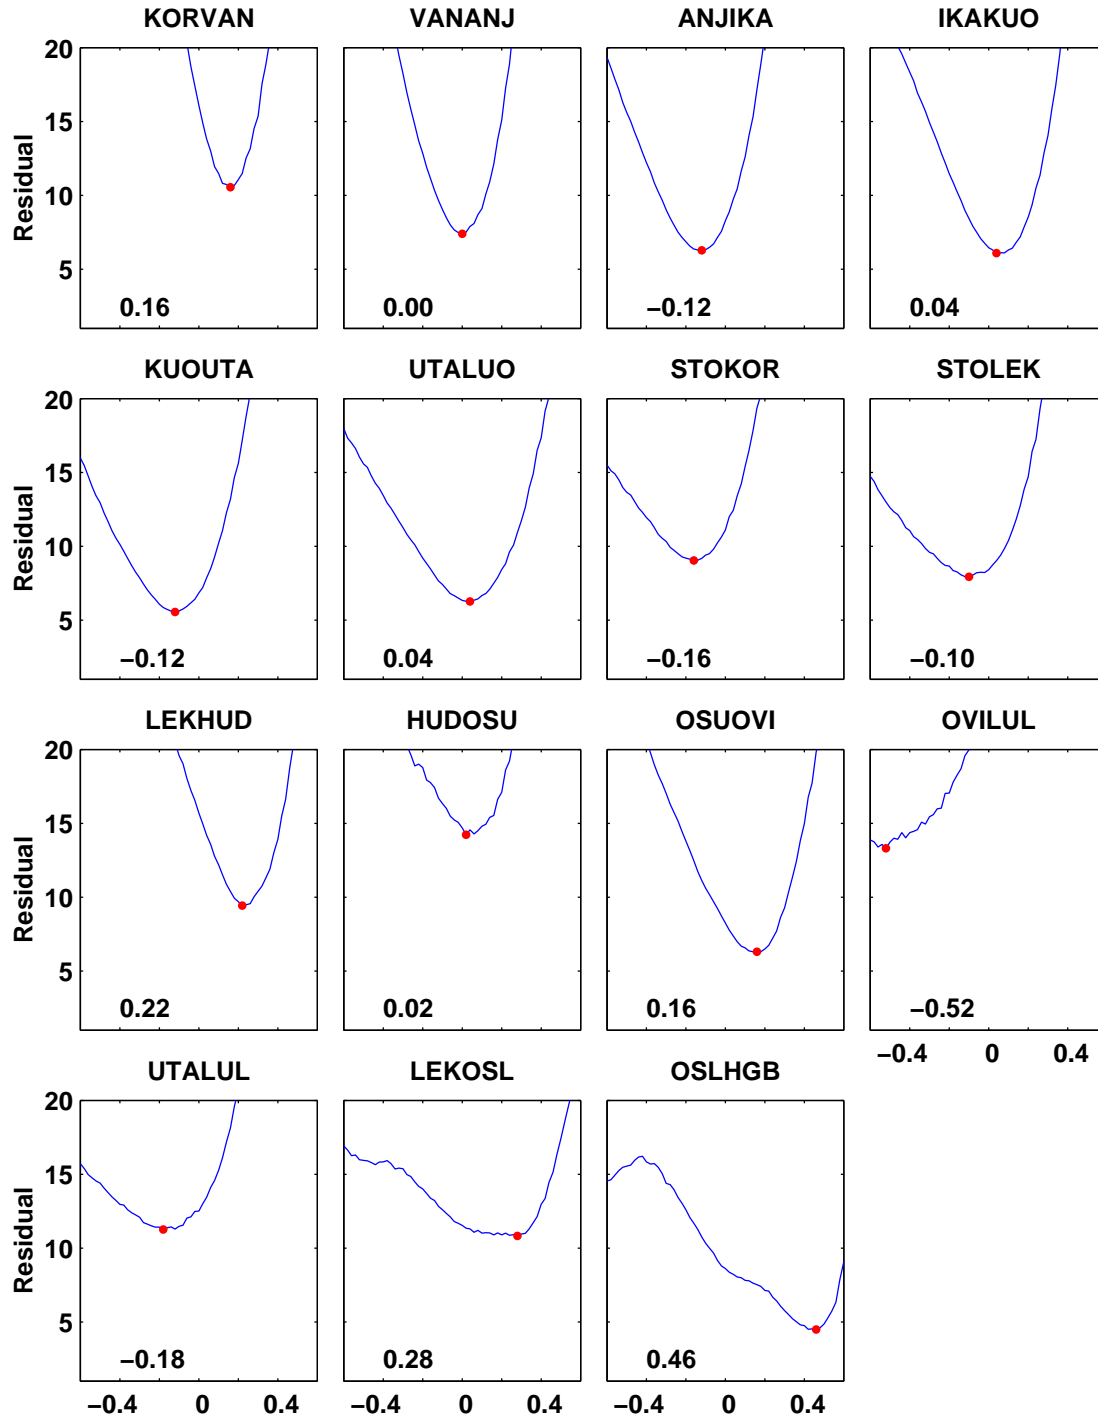 KORVAN VANANJ ANJIKA IKAKUO
20
15
10
5
Residual
0.16 0.00 −0.12 0.04
KUOUTA UTALUO STOKOR STOLEK
20
15
10
5
Residual
−0.12 0.04 −0.16 −0.10
LEKHUD HUDOSU OSUOVI OVILUL
20
15
10
5
Residual
0.22 0.02 0.16 −0.52
−0.4 0 0.4
UTALUL LEKOSL OSLHGB
20
15
10
5
Residual
−0.18 0.28 0.46
−0.4 0 0.4 −0.4 0 0.4 −0.4 0 0.4